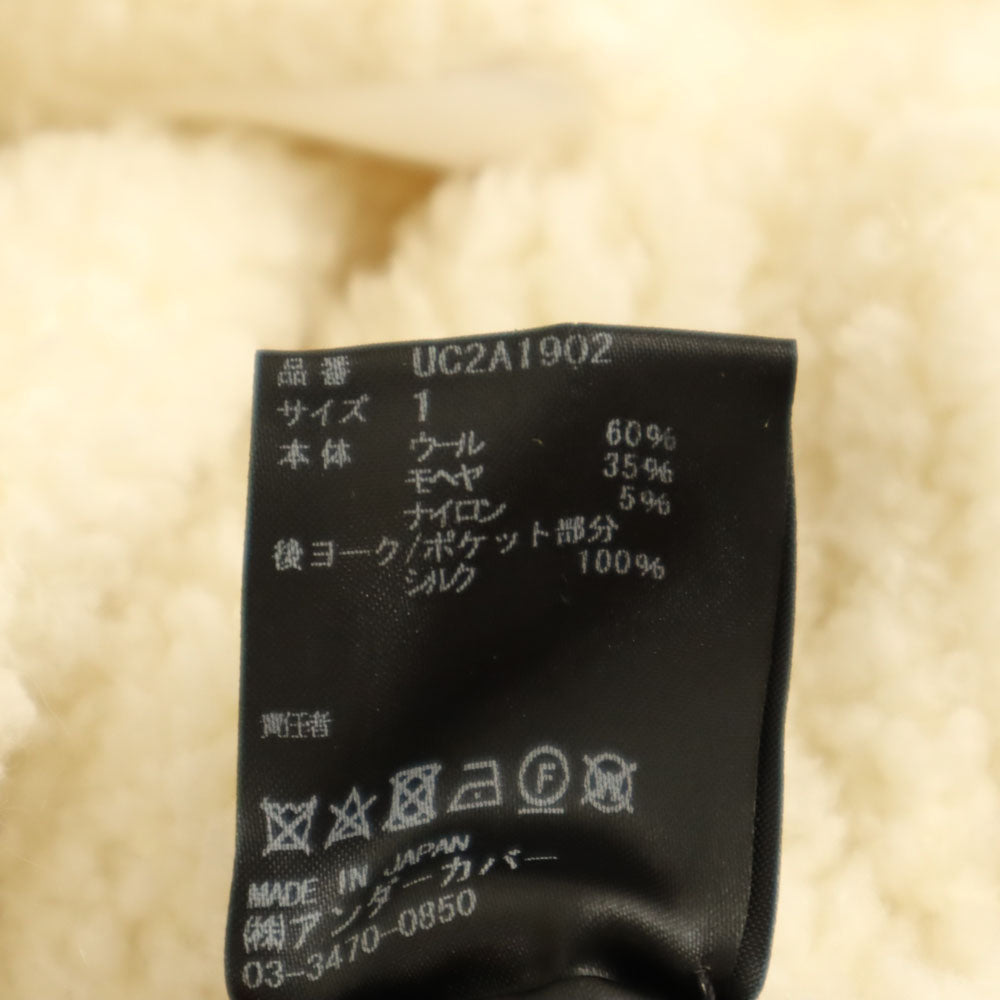 品番 UC2A1902
サイズ 1
本体 ウール 60%
モヘヤ 35%
ナイロン 5%
後ヨーク/ポケット部分
シルク 100%
責任者
F
W
MADE IN JAPAN
㈱アンダーカバー
03-3470-0850